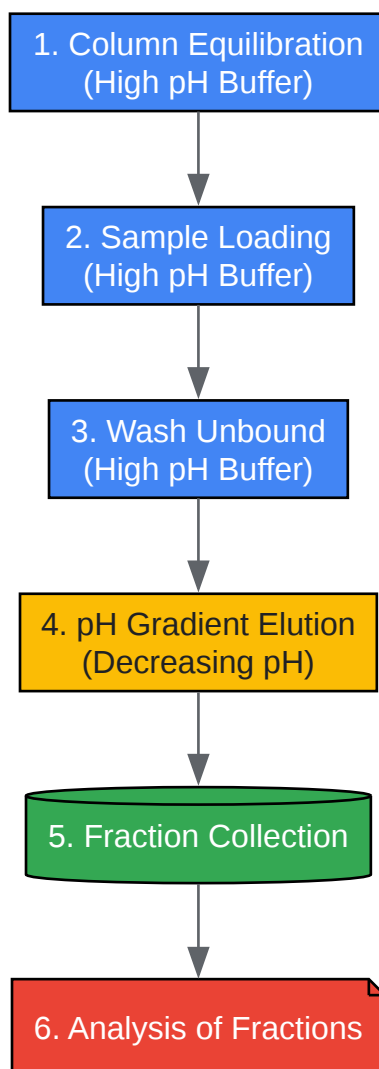 1. Column Equilibration
(High pH Buffer)
2. Sample Loading
(High pH Buffer)
3. Wash Unbound
(High pH Buffer)
4. pH Gradient Elution
(Decreasing pH)
5. Fraction Collection
6. Analysis of Fractions